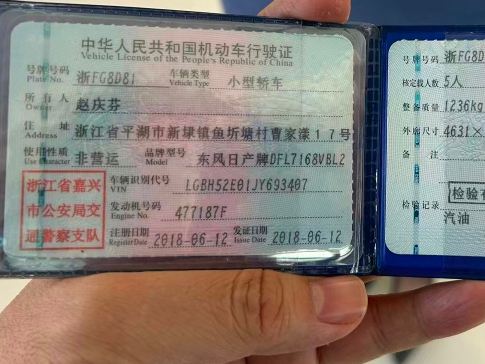 中华人民共和国机动车行驶证
Vehicle License of the People's Republic of China
号牌号码 浙FG8D81 车辆类型 小型轿车
Plate No. Vehicle Type
所有人 赵庆芬
Owner
住址 浙江省平湖市新埭镇鱼圻塘村曹家漾17号
Address
使用性质 非营运 品牌型号 东风日产牌DFL7168VBL2
Use Character Model
浙江省嘉兴
市公安局交
通警察支队
车辆识别代号 LGBH52E01JY693407
VIN
发动机号码 477187F
Engine No.
注册日期 2018-06-12 发证日期 2018-06-12
Register Date Issue Date
号牌号码 浙FG8D
核定载人数 5人
整备质量 1236kg
外廓尺寸 4631×
备注
检验有
检验记录
汽油